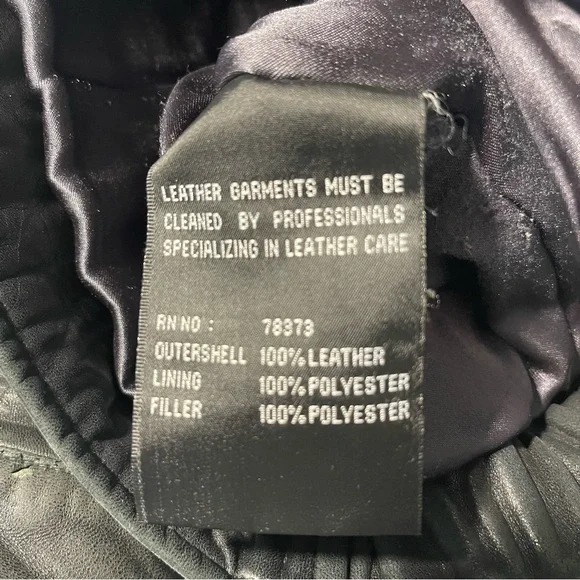 LEATHER GARMENTS MUST BE
CLEANED BY PROFESSIONALS
SPECIALIZING IN LEATHER CARE
RN NO : 78373
OUTERSHELL 100% LEATHER
LINING 100% POLYESTER
FILLER 100% POLYESTER